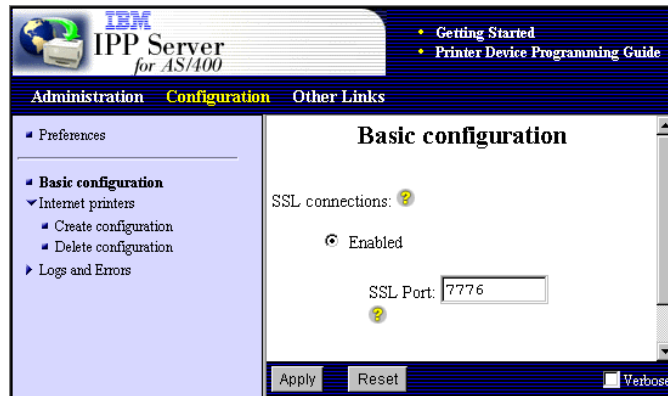 IBM
IPP Server
for AS/400
Getting Started
Printer Device Programming Guide
Administration Configuration Other Links
Preferences
Basic configuration
Internet printers
Create configuration
Delete configuration
Logs and Errors
Basic configuration
SSL connections: ?
Enabled
SSL Port: 7776
?
Apply Reset Verbose